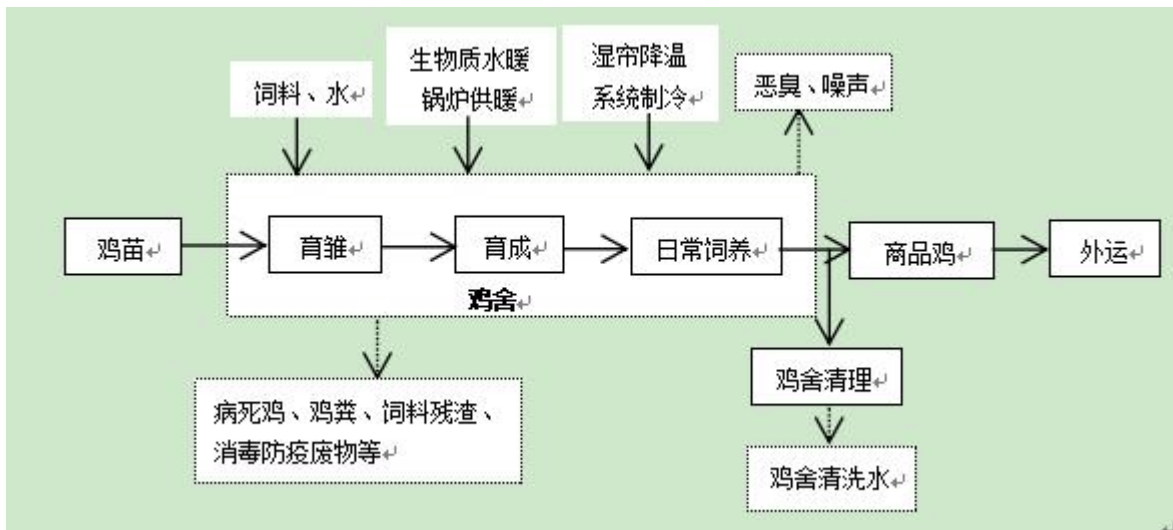 饲料、水
生物质水暖
锅炉供暖
湿帘降温
系统制冷
恶臭、噪声
鸡苗
育雏
育成
日常饲养
商品鸡
外运
鸡舍
鸡舍清理
病死鸡、鸡粪、饲料残渣、
消毒防疫废物等
鸡舍清洗水